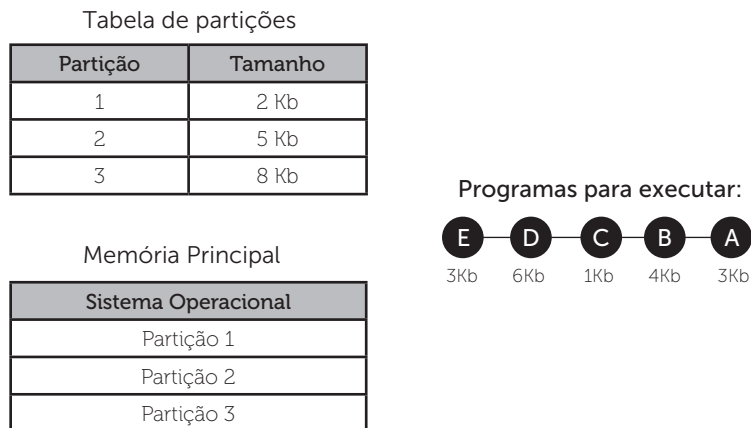 Tabela de partições
Partição Tamanho
1 2 Kb
2 5 Kb
3 8 Kb
Programas para executar:
E D C B A
3Kb 6Kb 1Kb 4Kb 3Kb
Memória Principal
Sistema Operacional
Partição 1
Partição 2
Partição 3